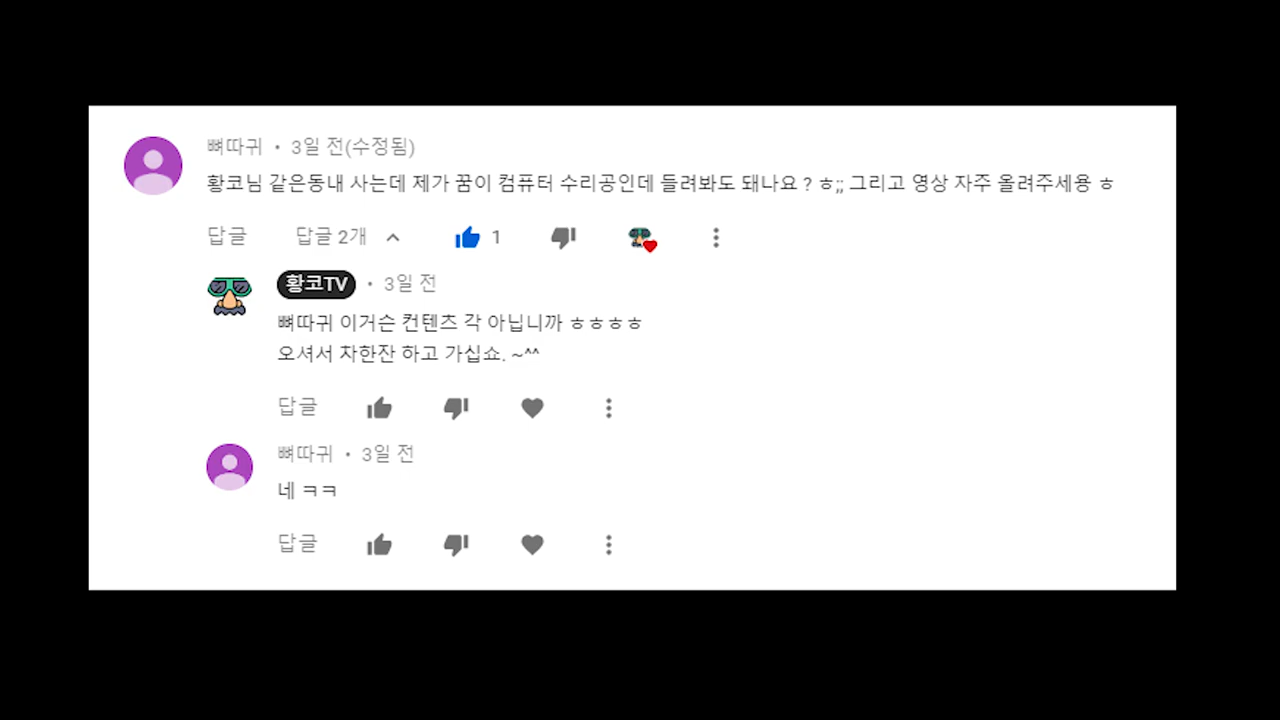 뼈따귀 • 3일 전(수정됨)
황코님 같은동내 사는데 제가 꿈이 컴퓨터 수리공인데 들려봐도 돼나요 ? ㅎ;; 그리고 영상 자주 올려주세용 ㅎ
답글 답글 2개 1
황코TV • 3일 전
뼈따귀 이거슨 컨텐츠 각 아닙니까 ㅎㅎㅎㅎ
오셔서 차한잔 하고 가십쇼. ~^^
답글
뼈따귀 • 3일 전
네 ㅋㅋ
답글